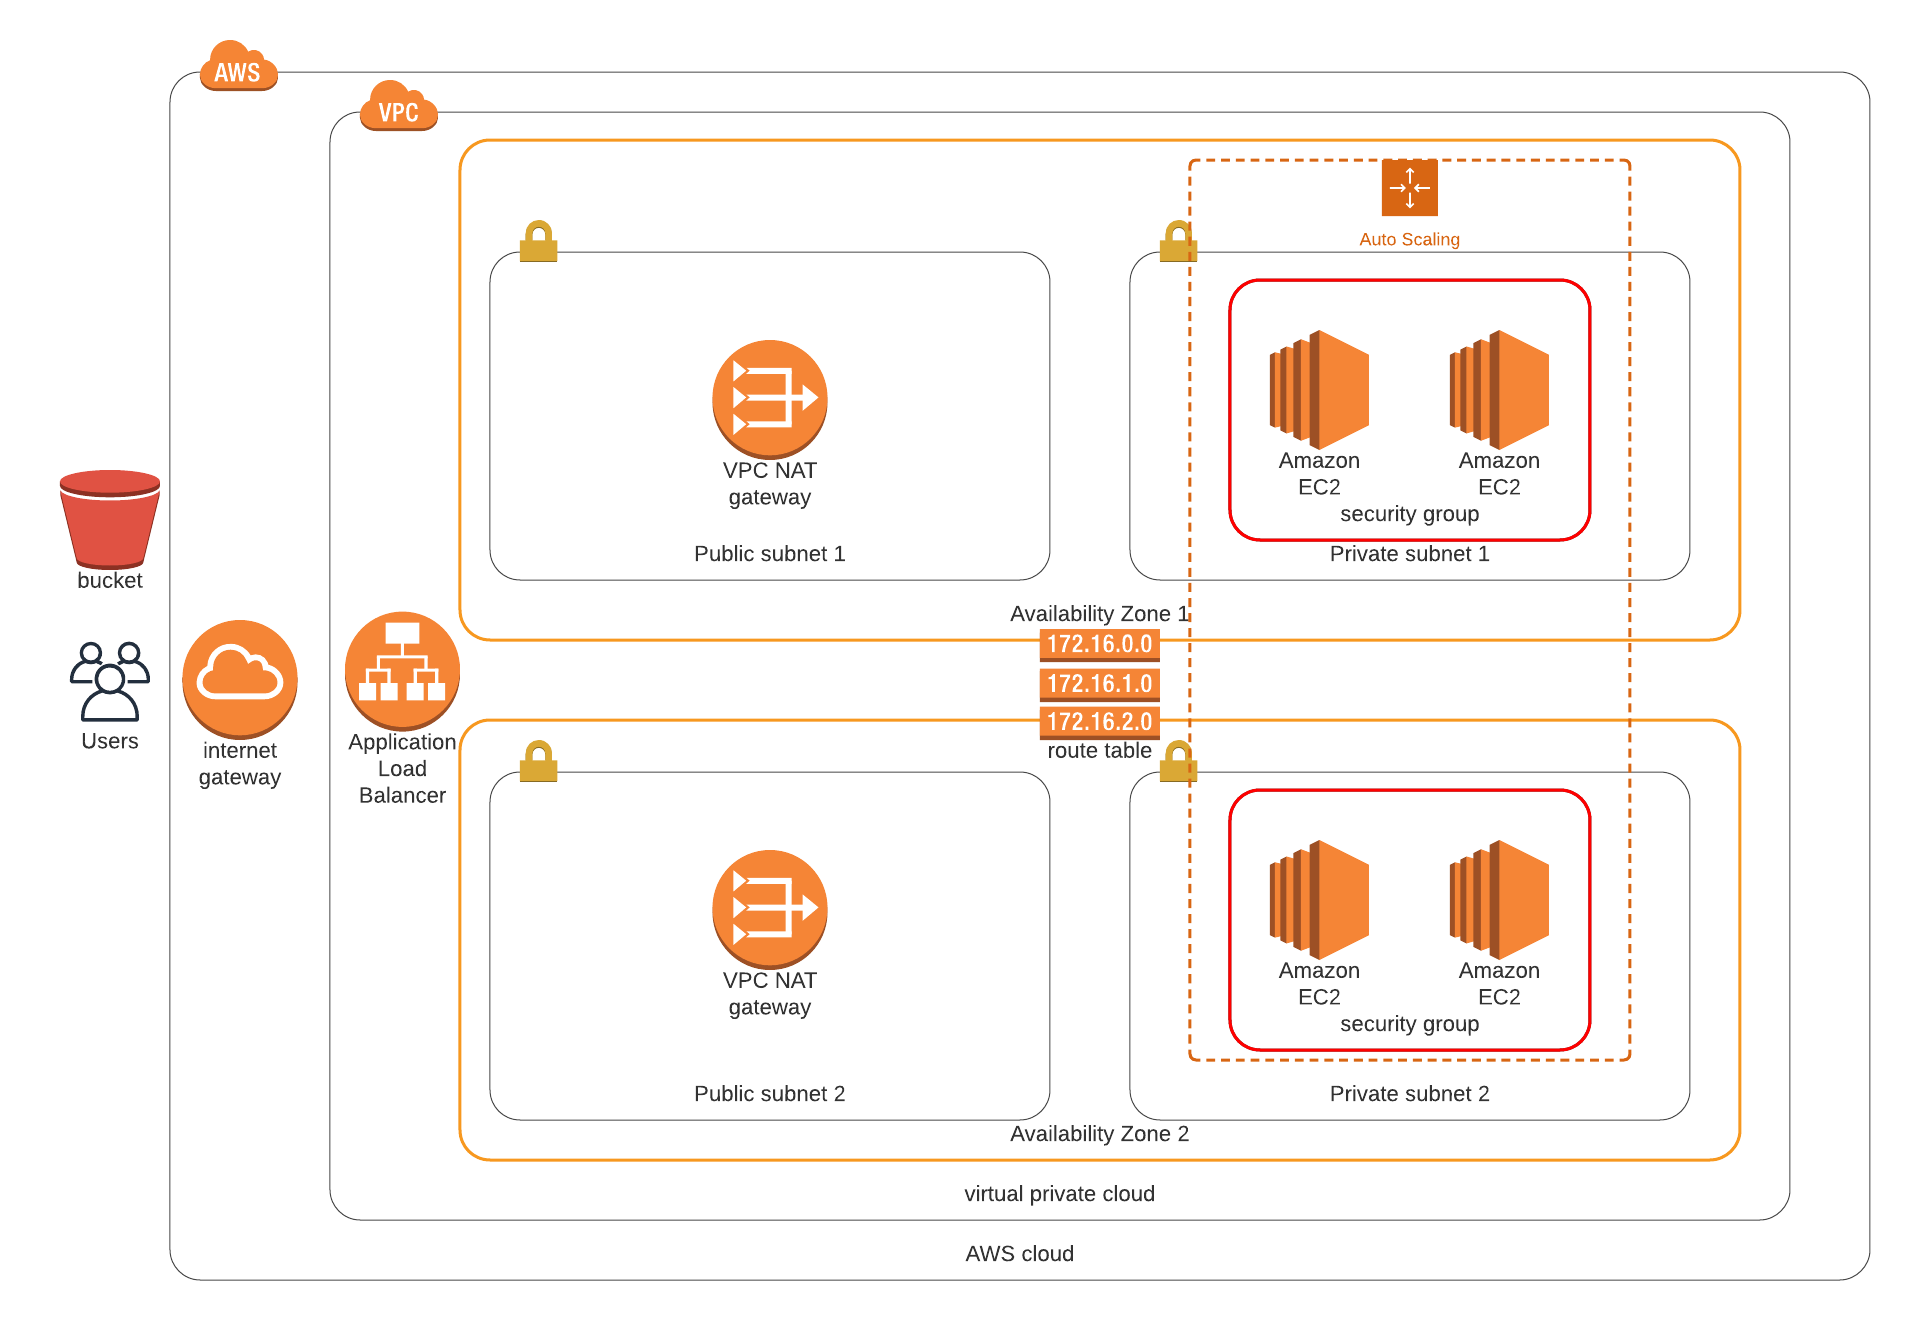 AWS
VPC
Auto Scaling
VPC NAT
gateway
Public subnet 1
Amazon
EC2
Amazon
EC2
security group
Private subnet 1
Availability Zone 1
bucket
Users
internet
gateway
Application
Load
Balancer
172.16.0.0
172.16.1.0
172.16.2.0
route table
VPC NAT
gateway
Public subnet 2
Amazon
EC2
Amazon
EC2
security group
Private subnet 2
Availability Zone 2
virtual private cloud
AWS cloud